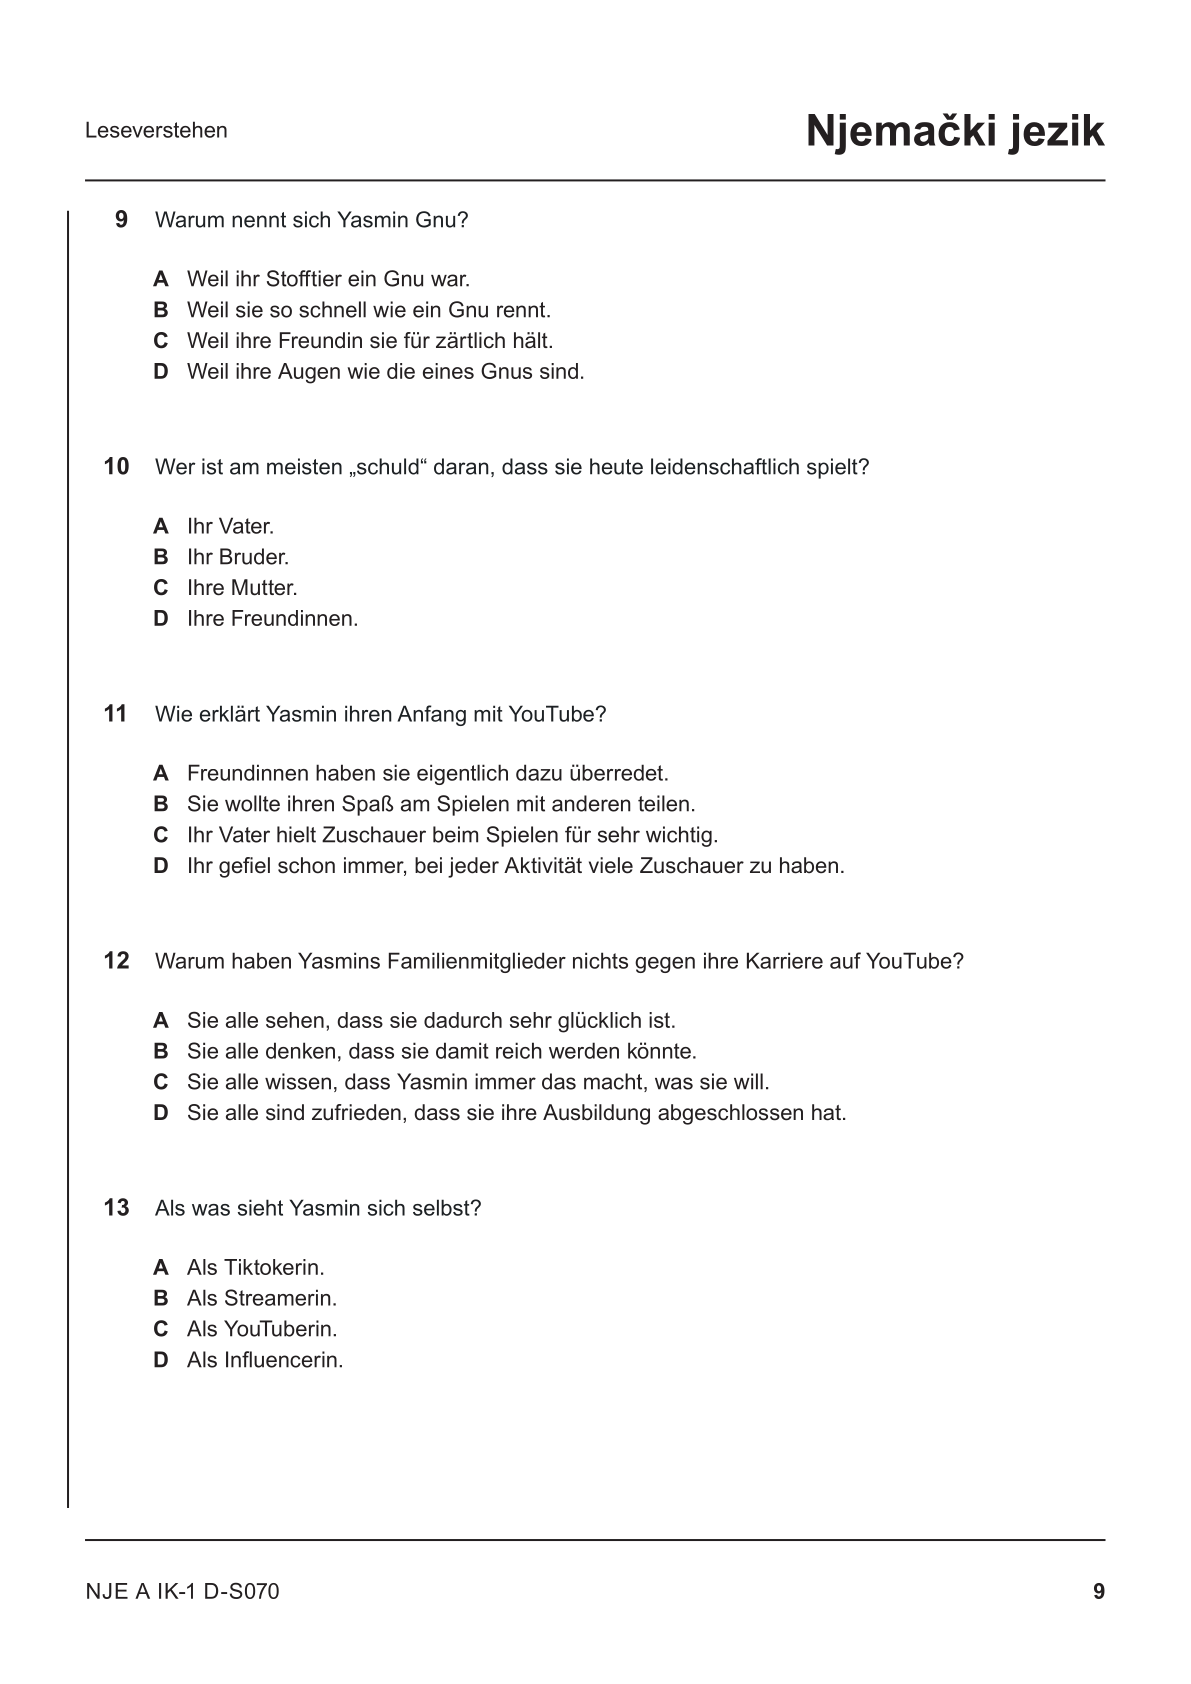 Leseverstehen
Njemački jezik
9 Warum nennt sich Yasmin Gnu?
A Weil ihr Stofftier ein Gnu war.
B Weil sie so schnell wie ein Gnu rennt.
C Weil ihre Freundin sie für zärtlich hält.
D Weil ihre Augen wie die eines Gnus sind.
10 Wer ist am meisten „schuld“ daran, dass sie heute leidenschaftlich spielt?
A Ihr Vater.
B Ihr Bruder.
C Ihre Mutter.
D Ihre Freundinnen.
11 Wie erklärt Yasmin ihren Anfang mit YouTube?
A Freundinnen haben sie eigentlich dazu überredet.
B Sie wollte ihren Spaß am Spielen mit anderen teilen.
C Ihr Vater hielt Zuschauer beim Spielen für sehr wichtig.
D Ihr gefiel schon immer, bei jeder Aktivität viele Zuschauer zu haben.
12 Warum haben Yasmins Familienmitglieder nichts gegen ihre Karriere auf YouTube?
A Sie alle sehen, dass sie dadurch sehr glücklich ist.
B Sie alle denken, dass sie damit reich werden könnte.
C Sie alle wissen, dass Yasmin immer das macht, was sie will.
D Sie alle sind zufrieden, dass sie ihre Ausbildung abgeschlossen hat.
13 Als was sieht Yasmin sich selbst?
A Als Tiktokerin.
B Als Streamerin.
C Als YouTuberin.
D Als Influencerin.
NJE A IK-1 D-S070
9